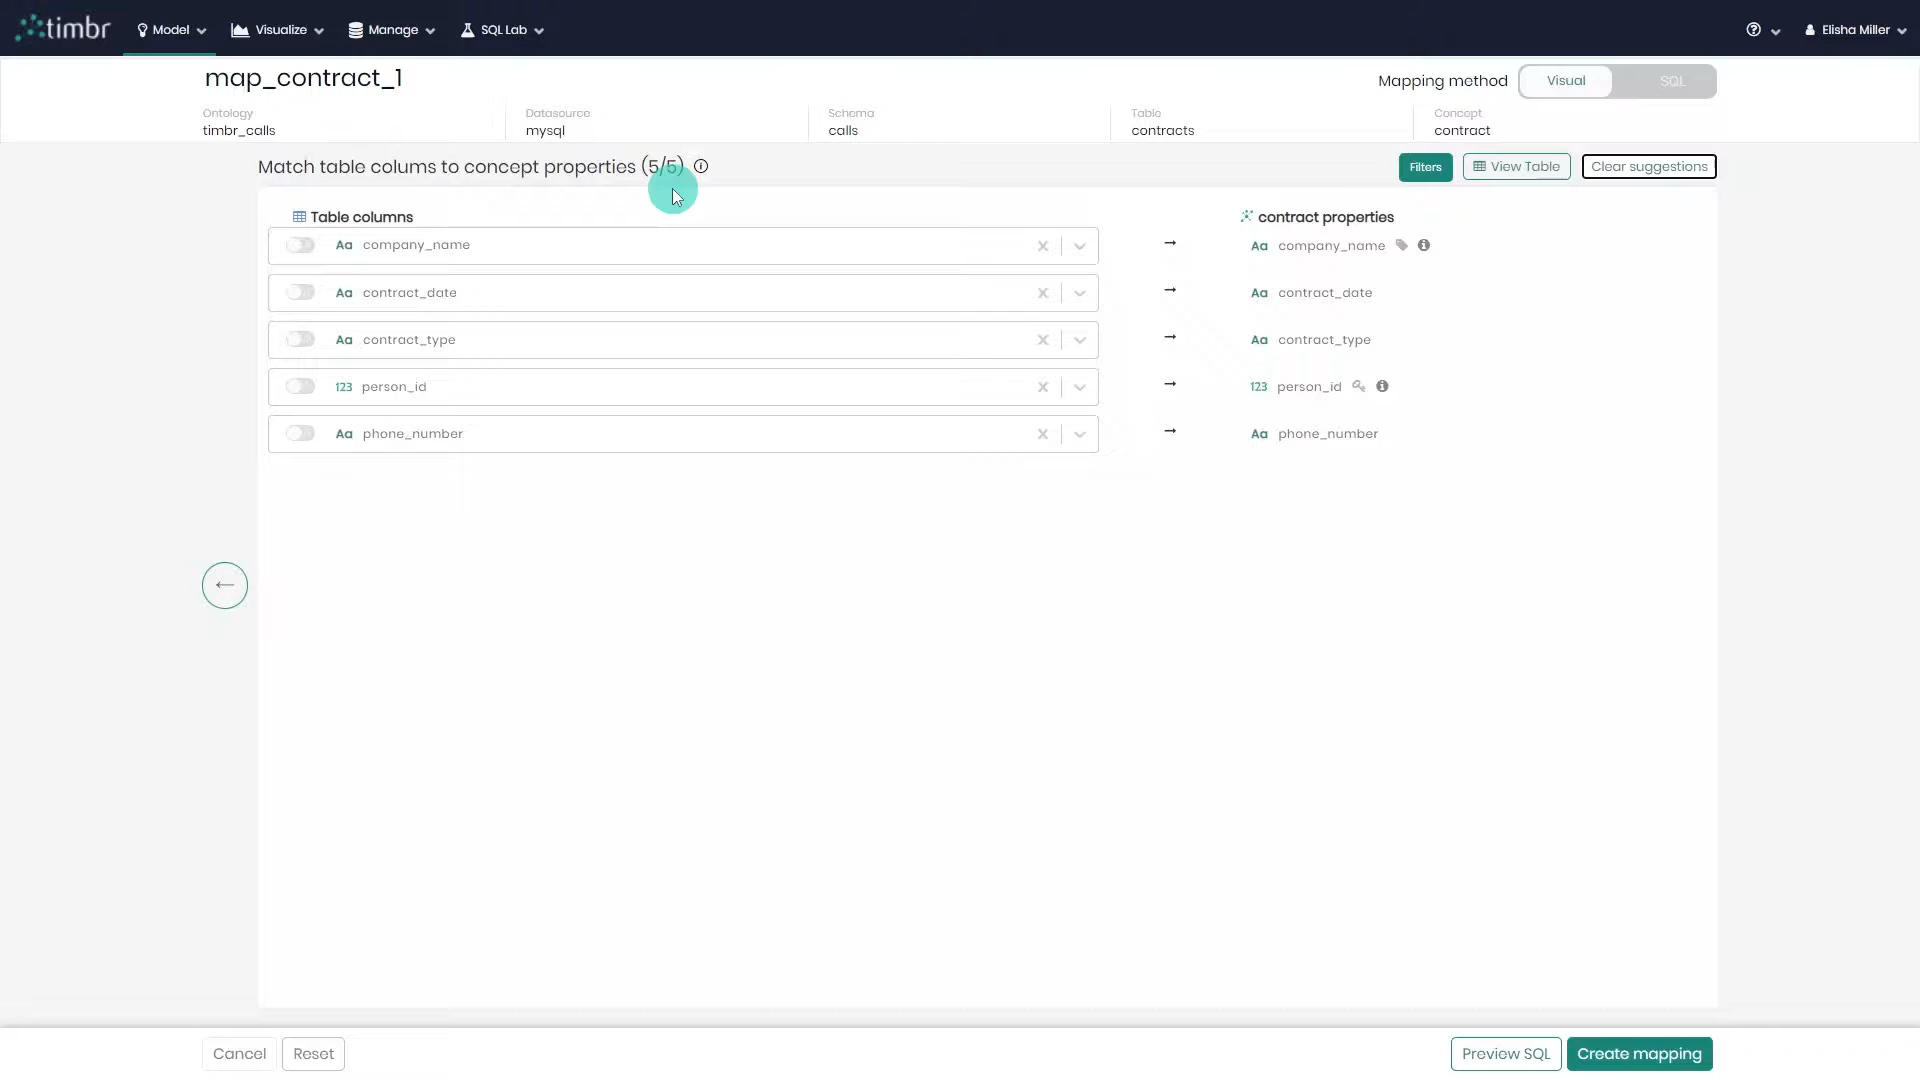 timbr Model Visualize Manage SQL Lab Elisha Miller
map_contract_1 Mapping method Visual SQL
Ontology Datasource Schema Table Concept
timbr_calls mysql calls contracts contract
Match table colums to concept properties (5/5) Filters View Table Clear suggestions
Table columns contract properties
Aa company_name Aa company_name
Aa contract_date Aa contract_date
Aa contract_type Aa contract_type
123 person_id 123 person_id
Aa phone_number Aa phone_number
Cancel Reset Preview SQL Create mapping